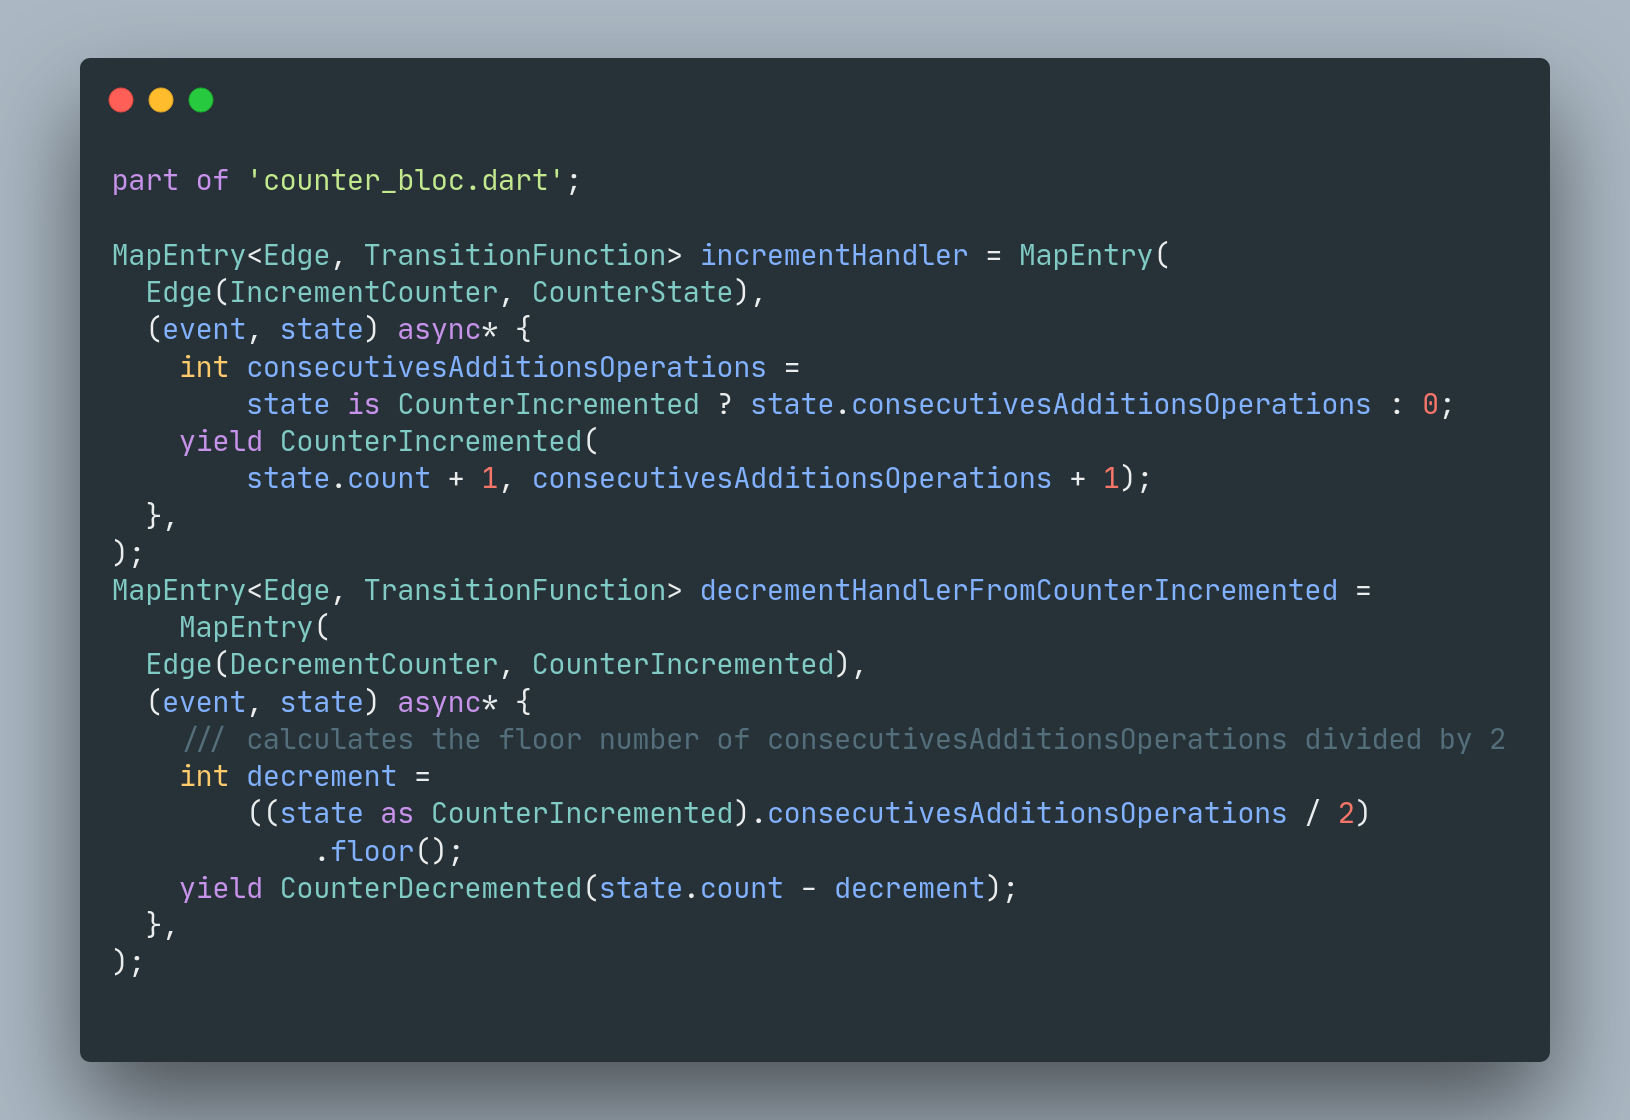 part of 'counter_bloc.dart';

MapEntry<Edge, TransitionFunction> incrementHandler = MapEntry(
  Edge(IncrementCounter, CounterState),
  (event, state) async* {
    int consecutivesAdditionsOperations =
        state is CounterIncremented ? state.consecutivesAdditionsOperations : 0;
    yield CounterIncremented(
        state.count + 1, consecutivesAdditionsOperations + 1);
  },
);
MapEntry<Edge, TransitionFunction> decrementHandlerFromCounterIncremented =
    MapEntry(
  Edge(DecrementCounter, CounterIncremented),
  (event, state) async* {
    /// calculates the floor number of consecutivesAdditionsOperations divided by 2
    int decrement =
        ((state as CounterIncremented).consecutivesAdditionsOperations / 2)
            .floor();
    yield CounterDecremented(state.count - decrement);
  },
);